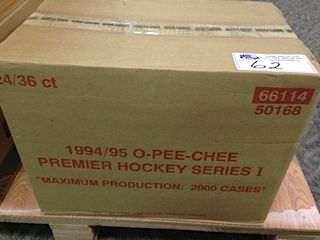 62
24/36 ct
66114
50168
1994/95 O-PEE-CHEE
PREMIER HOCKEY SERIES I
"MAXIMUM PRODUCTION: 2000 CASES"